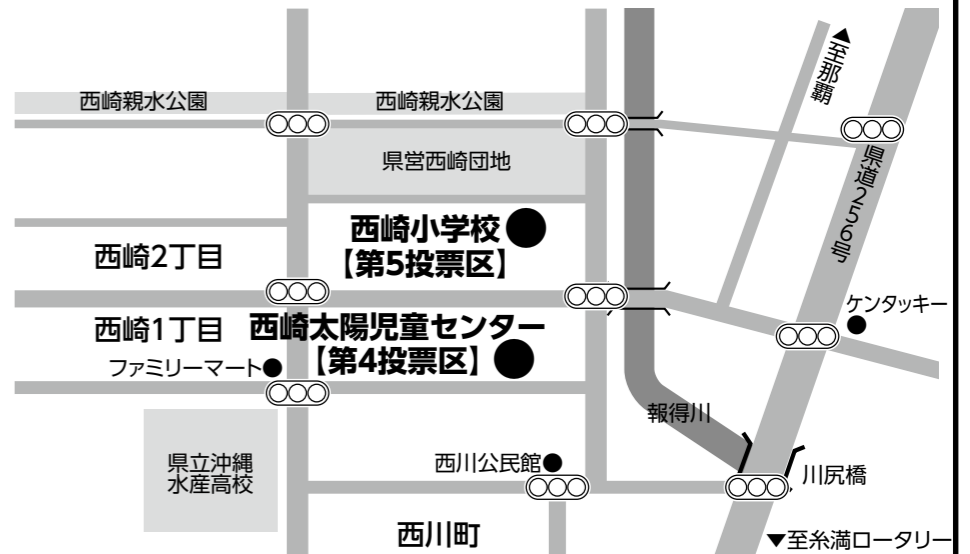 ▲至那覇
西崎親水公園
西崎親水公園
県営西崎団地
県道256号
西崎小学校●
【第5投票区】
西崎2丁目
ケンタッキー
●
西崎1丁目
西崎太陽児童センター
【第4投票区】●
ファミリーマート●
報得川
県立沖縄
水産高校
西川公民館●
川尻橋
西川町
▼至糸満ロータリー